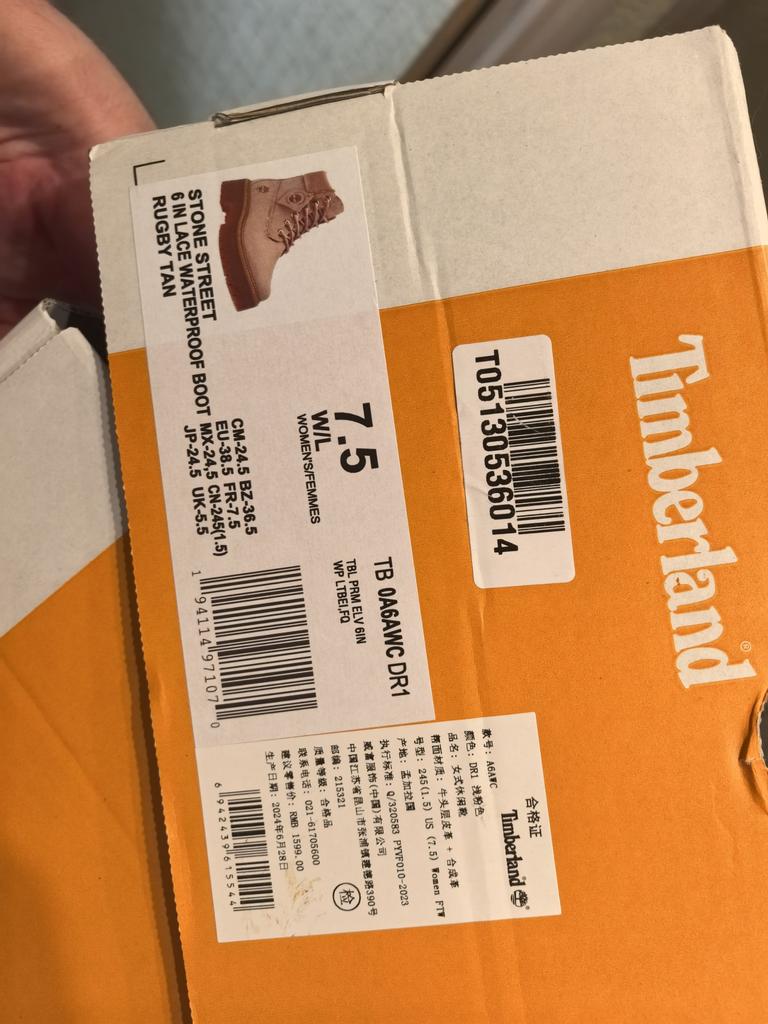 Timberland®
T05130536014
STONE STREET
6 IN LACE WATERPROOF BOOT
RUGBY TAN
7.5
W/L
WOMEN'S/FEMMES
CM-24.5 BZ-36.5
EU-38.5 FR-7.5
MX-24,5 CN-245(1.5)
JP-24.5 UK-5.5
TB 0A6AWC DR1
TBL PRM ELV 6IN
WP LTBEI,FQ
1 94114 97107 0
合格证
Timberland
款号: A6AWC
颜色: DR1 浅粉色
品名: 女式休闲靴
帮面材质: 牛头层皮革 + 合成革
号型: 245(1.5) US (7.5) Women FTW
产地: 孟加拉国
执行标准: Q/320583 PYVF010-2023
威富服饰(中国)有限公司
中国江苏省昆山市张浦镇建德路390号
邮编: 215321
质量等级: 合格品
检
联系电话: 021-61705600
建议零售价: RMB 1599.00
生产日期: 2024年6月28日
6 942439 615544